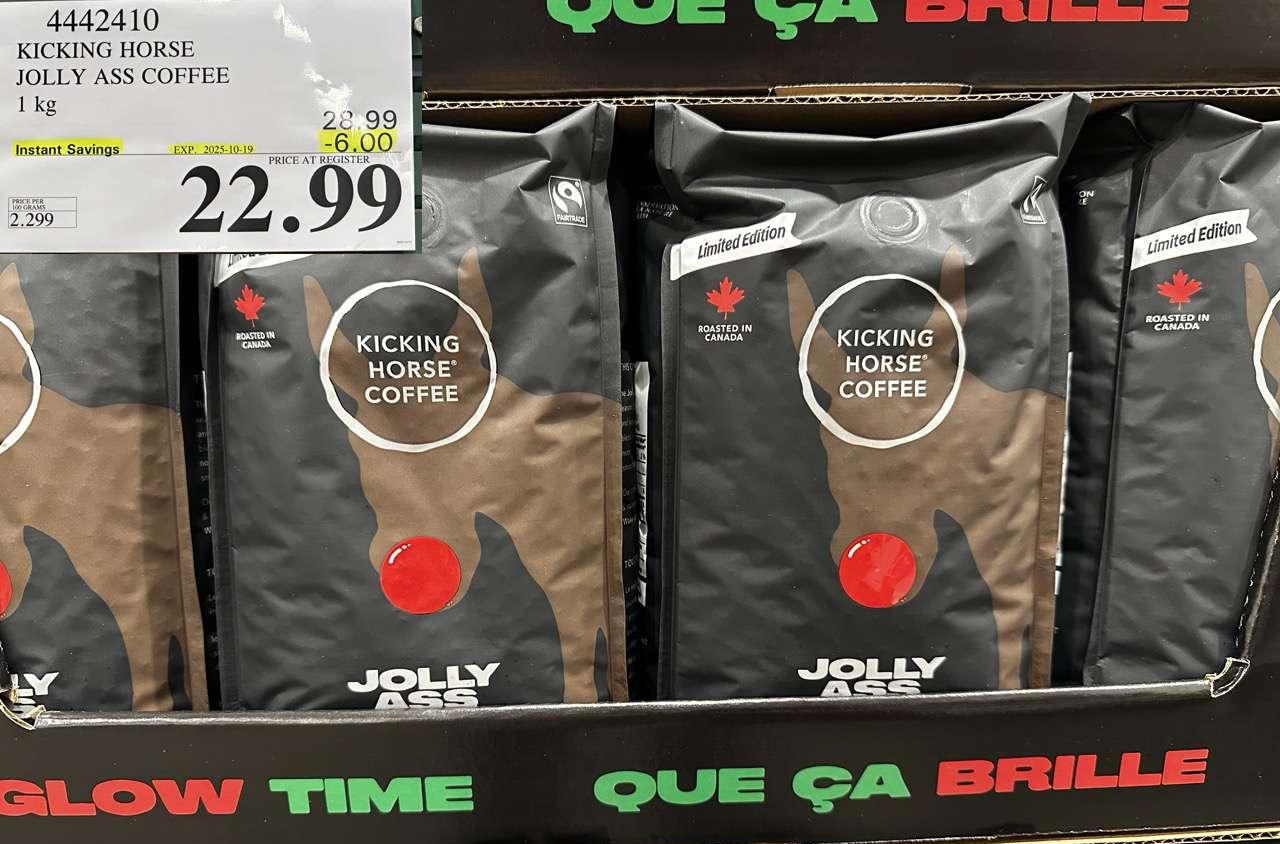 QUE ÇA BRILLE
4442410
KICKING HORSE
JOLLY ASS COFFEE
1 kg
28.99
-6.00
Instant Savings
EXP. 2025-10-19
PRICE AT REGISTER
22.99
PRICE PER
100 GRAMS
2.299
FAIRTRADE
Limited Edition
ROASTED IN
CANADA
KICKING
HORSE®
COFFEE
JOLLY
ASS
Limited Edition
ROASTED IN
CANADA
KICKING
HORSE®
COFFEE
JOLLY
ASS
Limited Edition
ROASTED IN
CANADA
GLOW TIME
QUE ÇA BRILLE